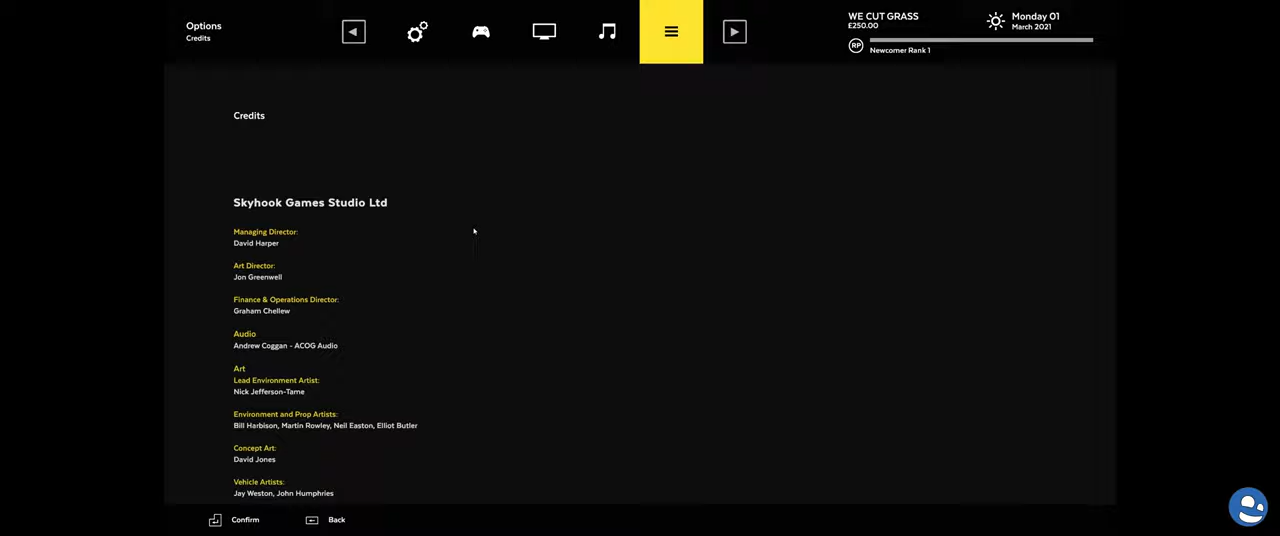 Options
Credits
WE CUT GRASS
£250.00
Monday 01
March 2021
RP
Newcomer Rank 1
Credits
Skyhook Games Studio Ltd
Managing Director:
David Harper
Art Director:
Jon Greenwell
Finance & Operations Director:
Graham Chellew
Audio
Andrew Coggan - ACOG Audio
Art
Lead Environment Artist:
Nick Jefferson-Tame
Environment and Prop Artists:
Bill Harbison, Martin Rowley, Neil Easton, Elliot Butler
Concept Art:
David Jones
Vehicle Artists:
Jay Weston, John Humphries
Confirm
Back